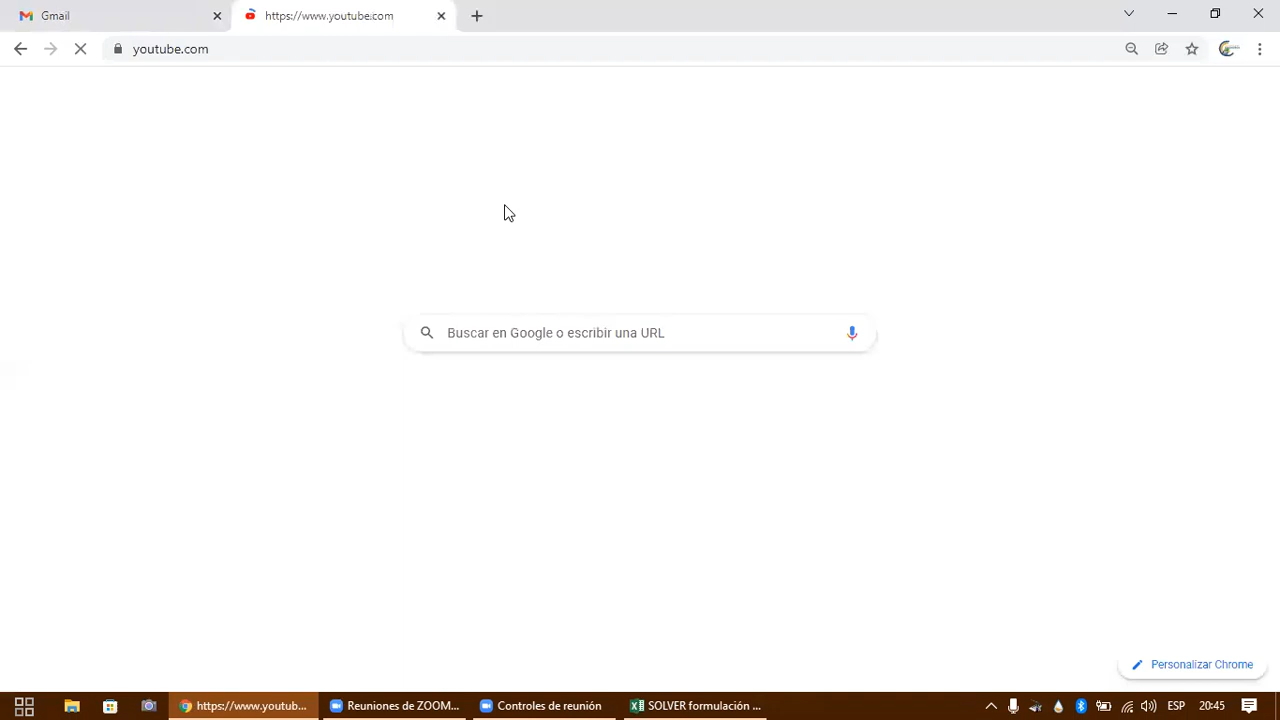 Gmail
https://www.youtube.com
youtube.com
Buscar en Google o escribir una URL
Personalizar Chrome
https://www.youtub...
Reuniones de ZOOM...
Controles de reunión
SOLVER formulación ...
ESP
20:45